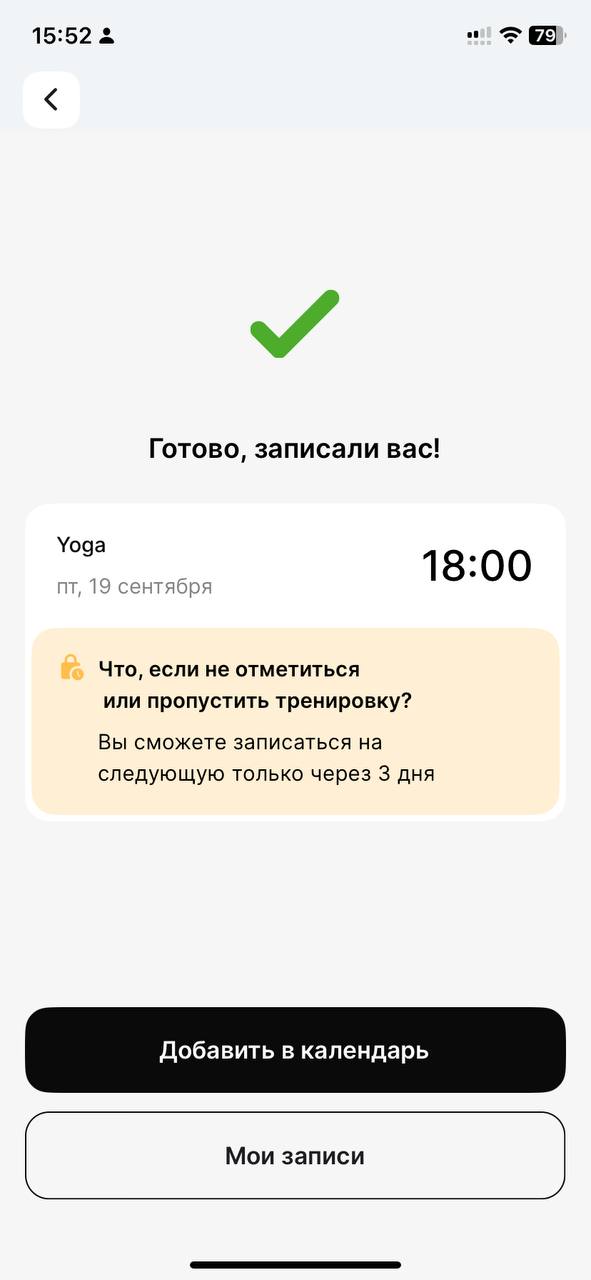 15:52
79
Готово, записали вас!
Yoga
18:00
пт, 19 сентября
Что, если не отметиться
или пропустить тренировку?
Вы сможете записаться на
следующую только через 3 дня
Добавить в календарь
Мои записи